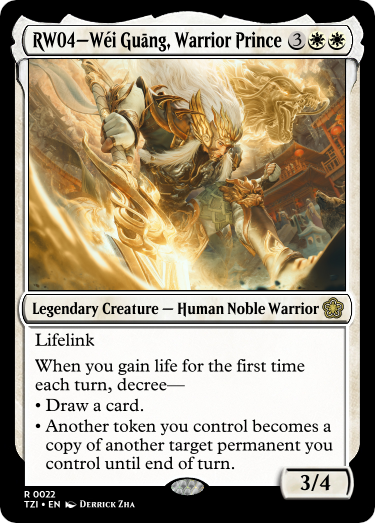 RW04–Wéi Guāng, Warrior Prince 3
Legendary Creature — Human Noble Warrior
Lifelink
When you gain life for the first time
each turn, decree—
• Draw a card.
• Another token you control becomes a
copy of another target permanent you
control until end of turn.
3/4
R 0022
TZI • EN Derrick Zha